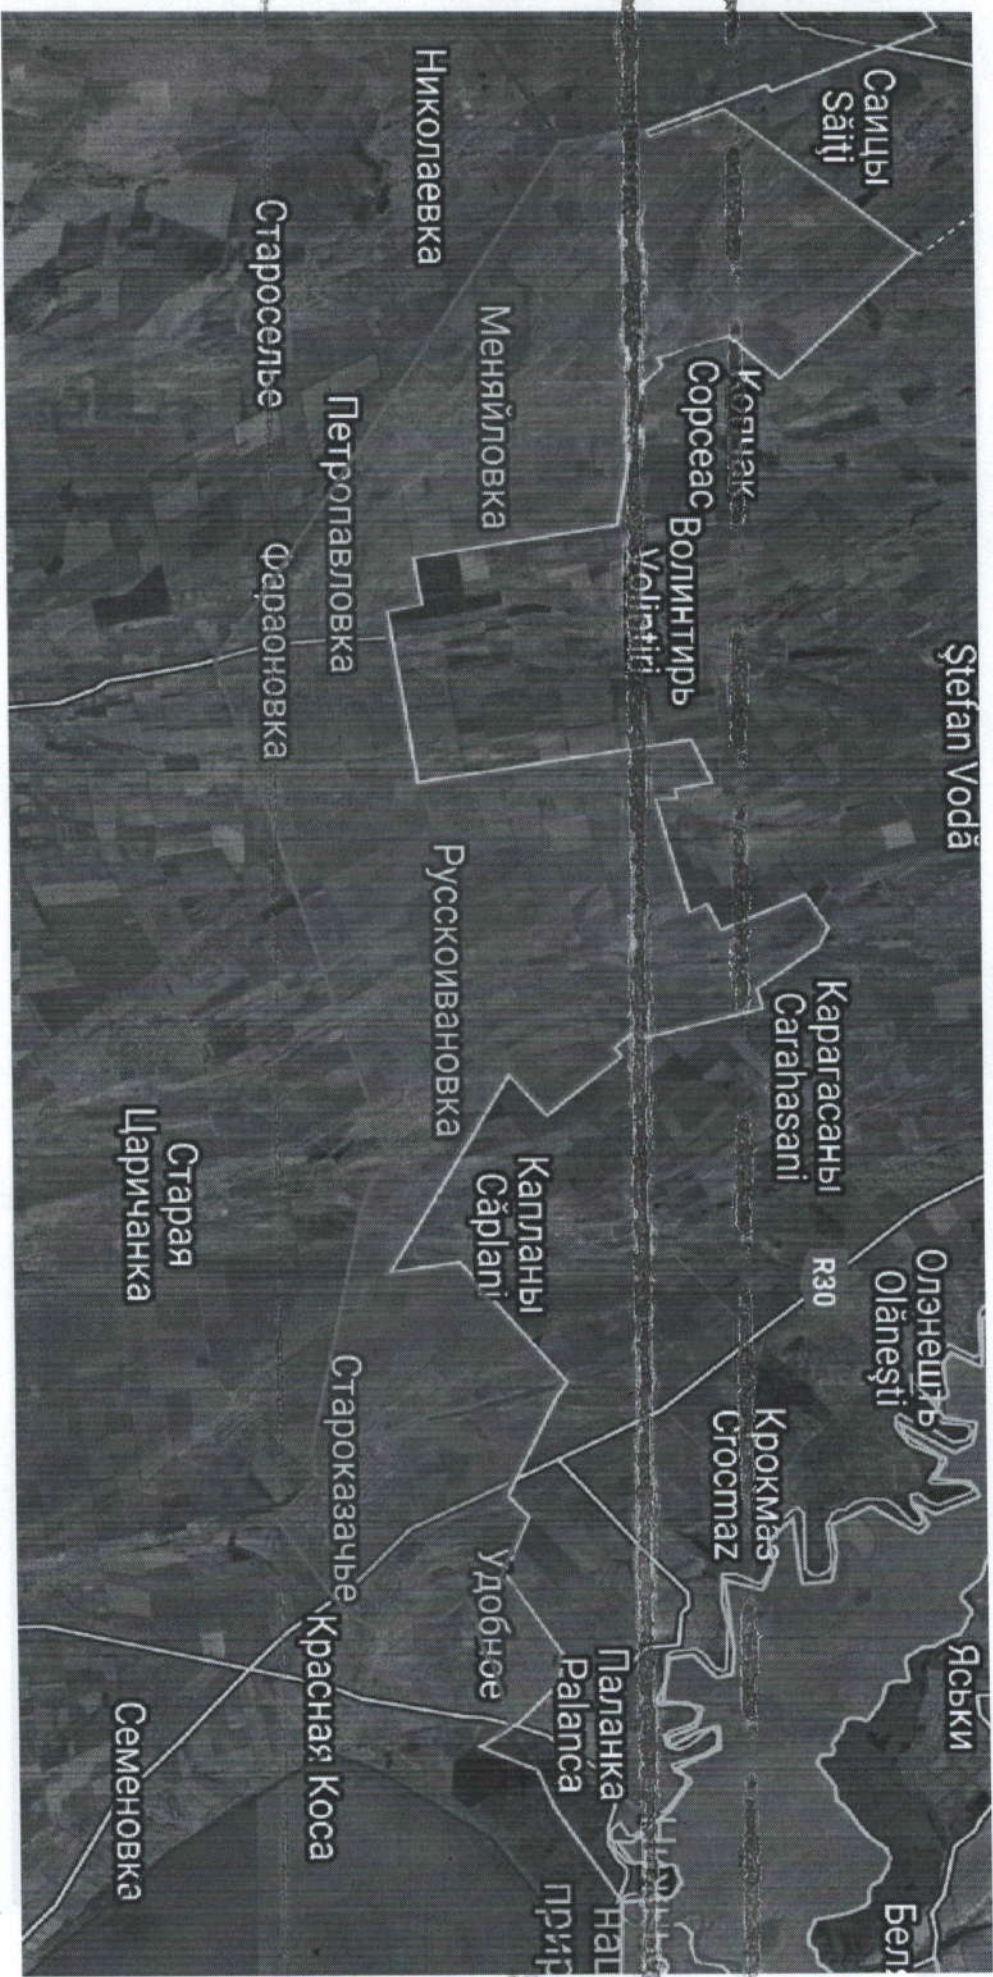 Ştefan Vodă
Яськи
Олэнешть
Olăneşti
Саицы
Săiţi
Карагасаны
Carahasani
R30
Копчак
Copceac
Крокмаз
Crocmaz
Волинтирь
Volintiri
Паланка
Palanca
Капланы
Căplani
Меняйловка
Удобное
Николаевка
Русскоивановка
Петропавловка
Староказачье
Красная Коса
Староселье
Фараоновка
Старая
Царичанка
Семеновка